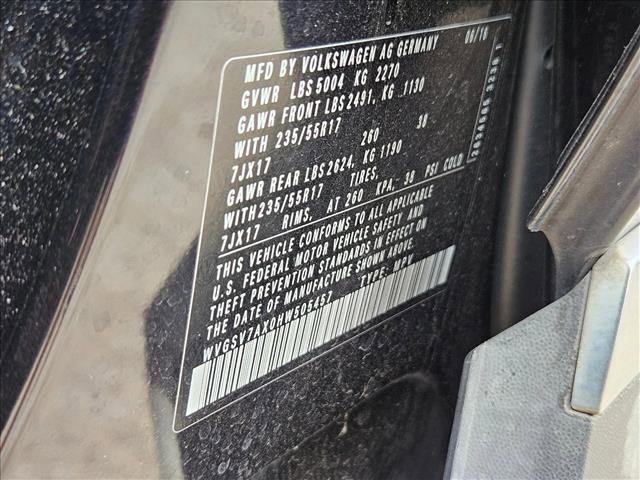 MFD BY VOLKSWAGEN AG GERMANY 06/16
GVWR LBS 5004 KG 2270
GAWR FRONT LBS 2491, KG 1130
WITH 235/55R17
7JX17 260 38
GAWR REAR LBS 2624, KG 1190
WITH 235/55R17 TIRES,
7JX17 RIMS, AT 260 KPA, 38 PSI COLD
THIS VEHICLE CONFORMS TO ALL APPLICABLE
U.S. FEDERAL MOTOR VEHICLE SAFETY, AND
THEFT PREVENTION STANDARDS IN EFFECT ON
THE DATE OF MANUFACTURE SHOWN ABOVE.
WVGSV7AX0HW505457 TYPE: MPV